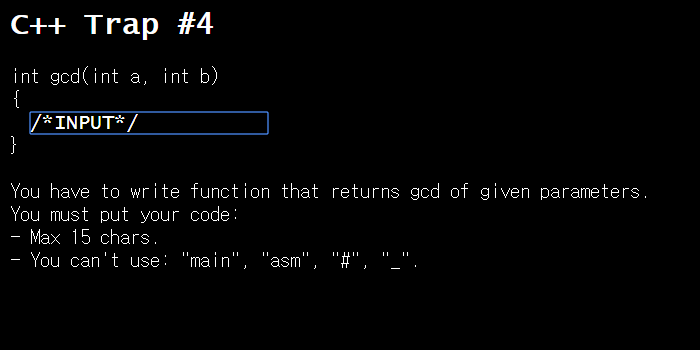 C++ Trap #4
int gcd(int a, int b)
{
/*INPUT*/
}
You have to write function that returns gcd of given parameters.
You must put your code:
- Max 15 chars.
- You can't use: "main", "asm", "#", "_".